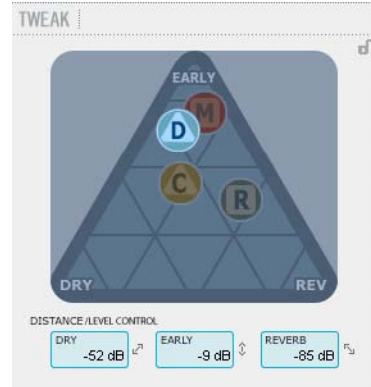 TWEAK
EARLY
M
D
C
R
DRY REV
DISTANCE/LEVEL CONTROL
DRY EARLY REVERB
-52 dB -9 dB -85 dB